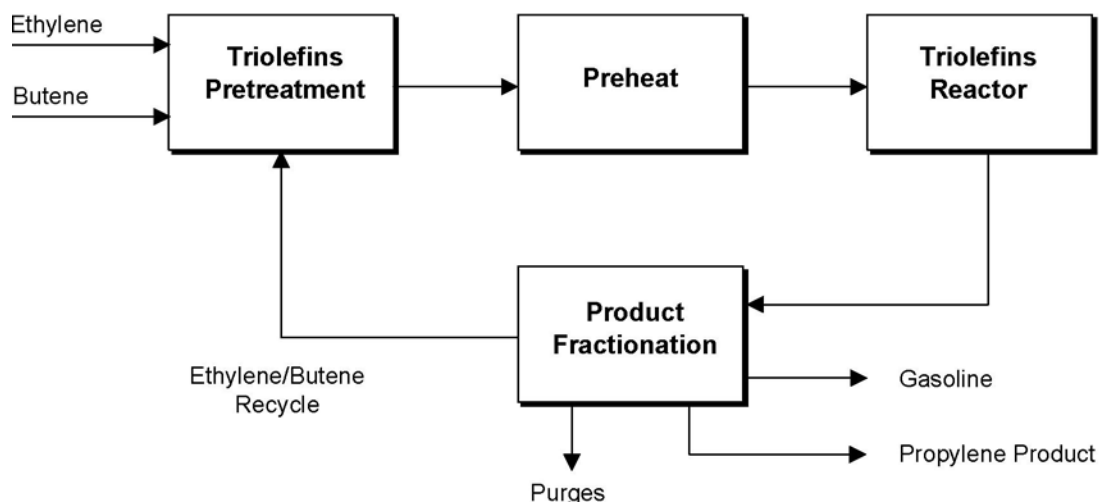 Ethylene
Butene
Triolefins
Pretreatment
Preheat
Triolefins
Reactor
Product
Fractionation
Ethylene/Butene
Recycle
Gasoline
Propylene Product
Purges